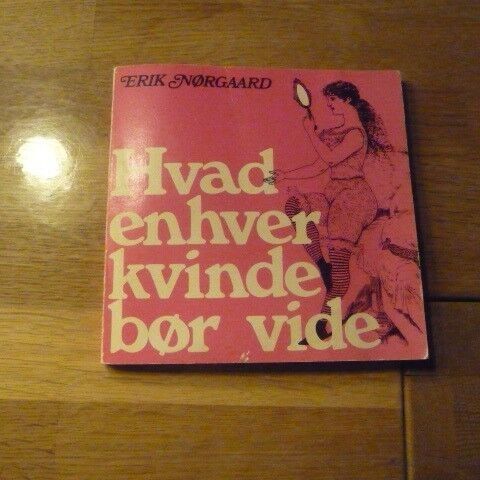 ERIK NØRGAARD
Hvad
enhver
kvinde
bør vide